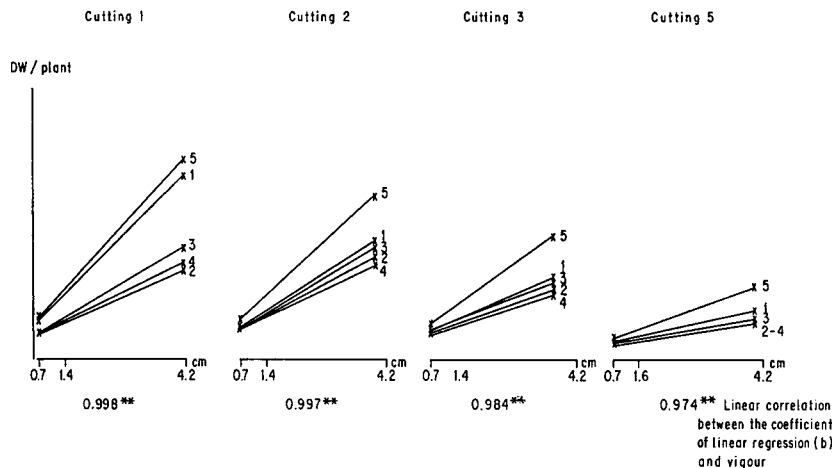 Cutting 1 Cutting 2 Cutting 3 Cutting 5
DW / plant
5
1
3
4
2
5
1
3
2
4
5
1
3
2
4
5
1
3
2-4
0.7 1.4 4.2 cm 0.7 1.4 4.2 cm 0.7 1.4 4.2 cm 0.7 1.6 4.2 cm
0.998** 0.997** 0.984** 0.974** Linear correlation
between the coefficient
of linear regression (b)
and vigour